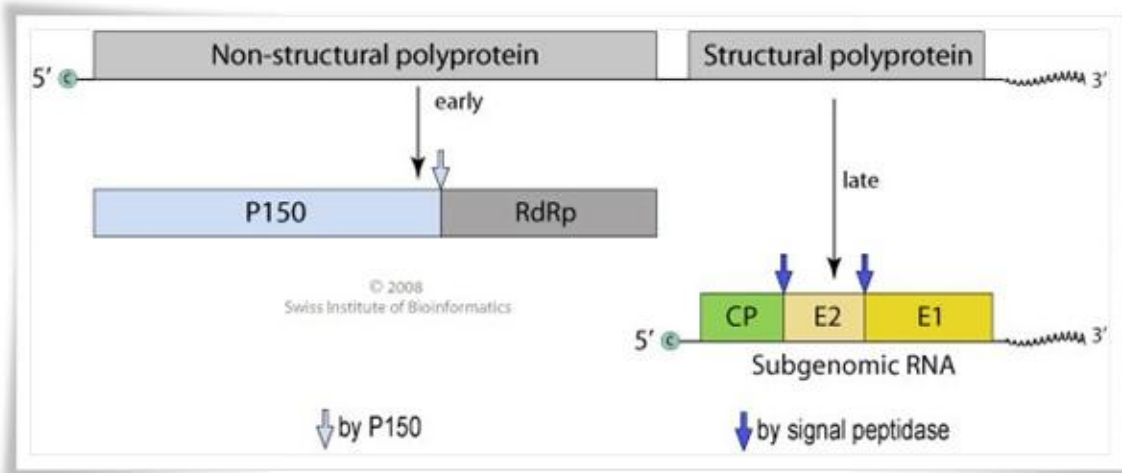 Non-structural polyprotein
Structural polyprotein
5′ c
3′
early
late
P150
RdRp
© 2008
Swiss Institute of Bioinformatics
CP
E2
E1
5′ c
3′
Subgenomic RNA
by P150
by signal peptidase